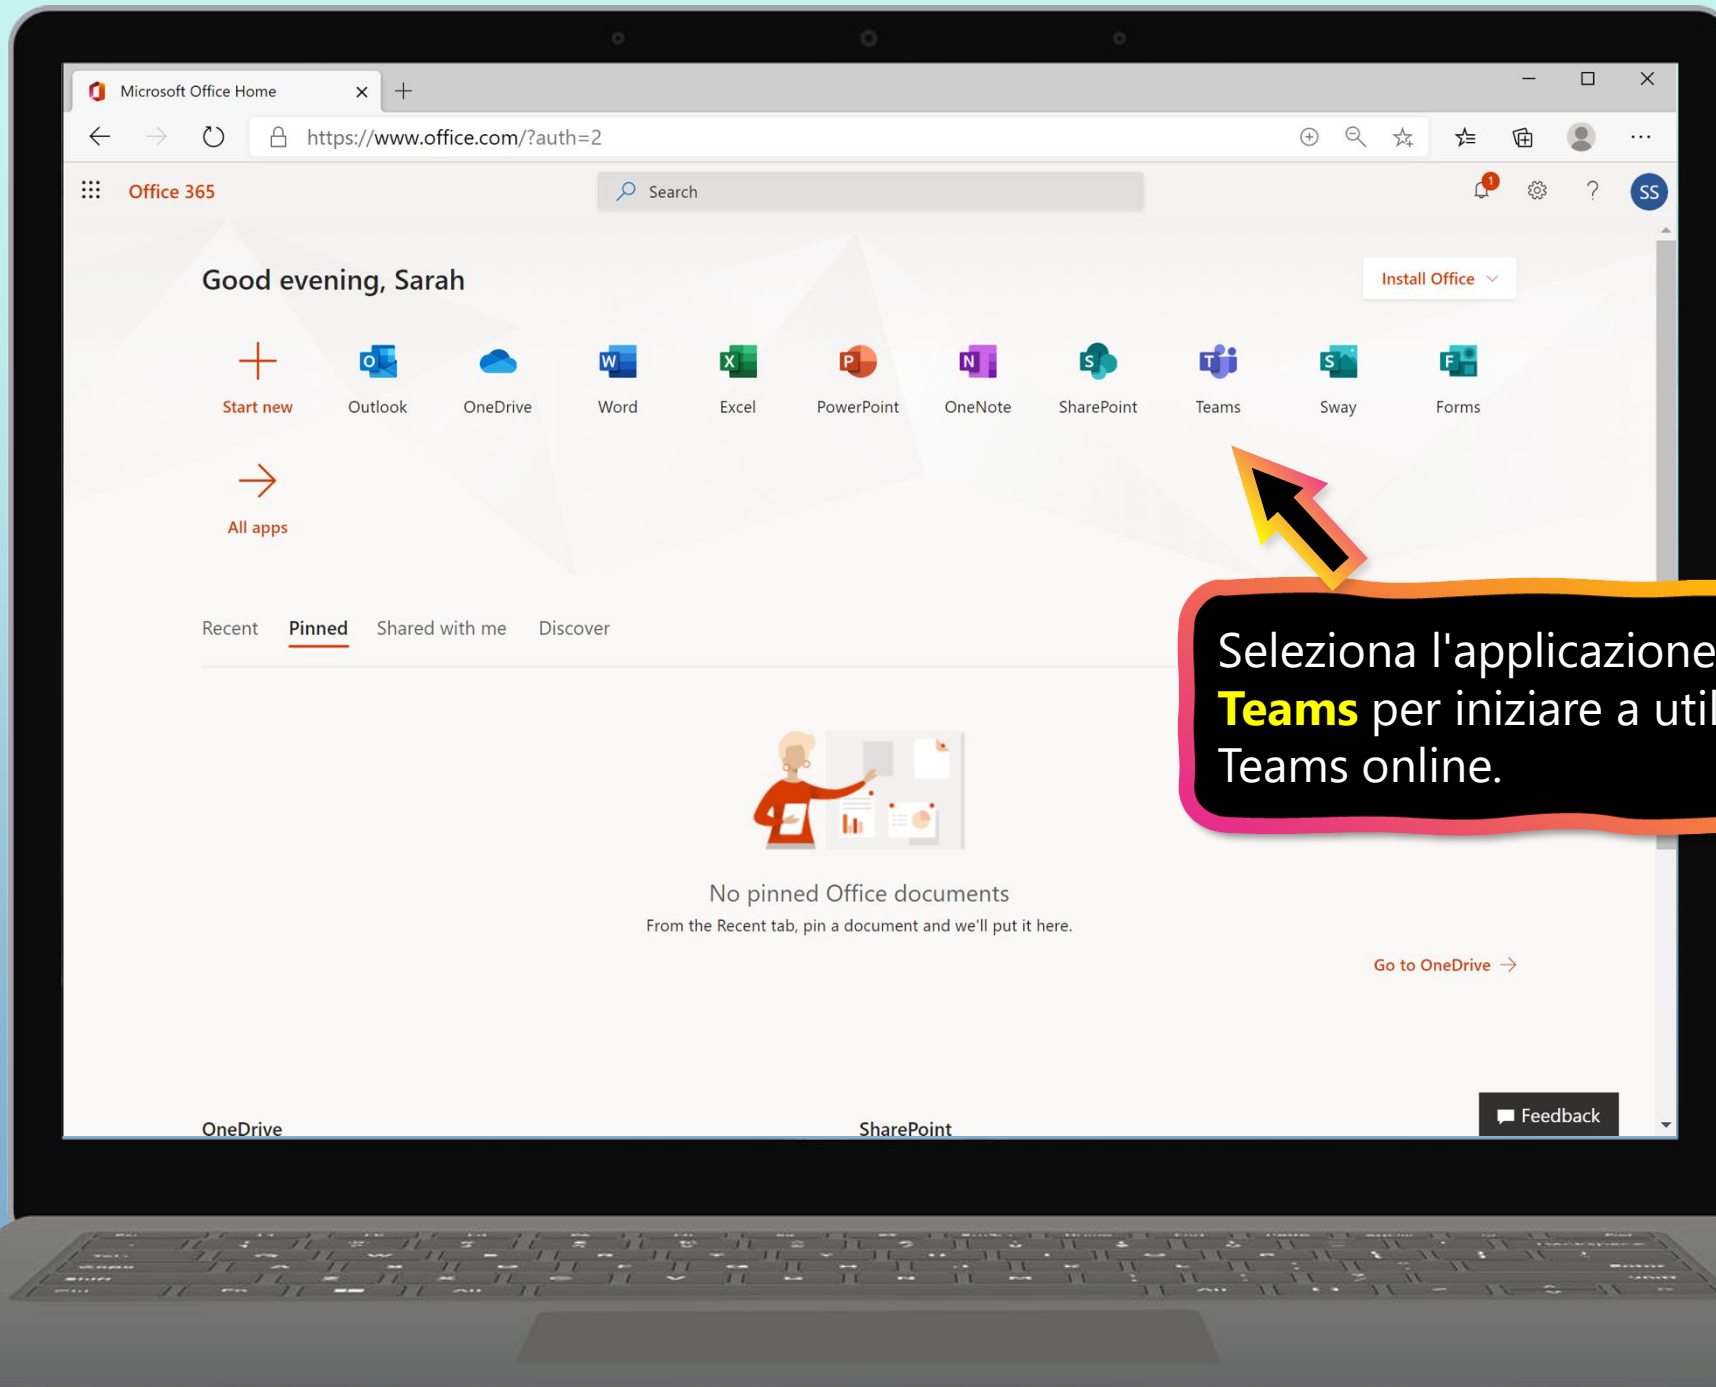 Microsoft Office Home
https://www.office.com/?auth=2
Office 365
Search
1
?
SS
Good evening, Sarah
Install Office
Start new
Outlook
OneDrive
Word
Excel
PowerPoint
OneNote
SharePoint
Teams
Sway
Forms
All apps
Recent Pinned Shared with me Discover
Seleziona l'applicazione
Teams per iniziare a
Teams online.
No pinned Office documents
From the Recent tab, pin a document and we'll put it here.
Go to OneDrive
Feedback
OneDrive
SharePoint